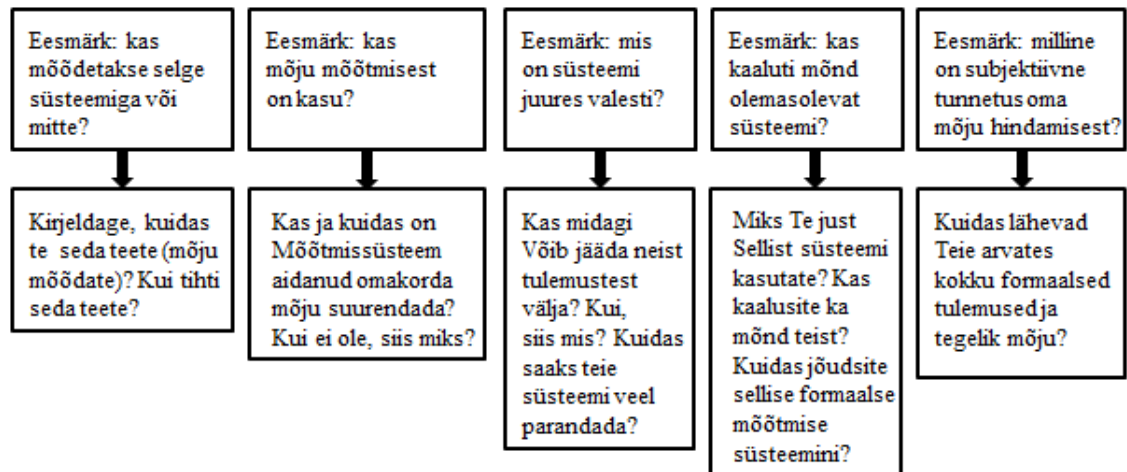 Eesmärk: kas
mõõdetakse selge
süsteemiga või
mitte?
Eesmärk: kas
mõju mõõtmisest
on kasu?
Eesmärk: mis
on süsteemi
juures valesti?
Eesmärk: kas
kaaluti mõnd
olemasolevat
süsteemi?
Eesmärk: milline
on subjektiivne
tunnetus oma
mõju hindamisest?
Kirjeldage, kuidas
te seda teete (mõju
mõõdate)? Kui tihti
seda teete?
Kas ja kuidas on
Mõõtmissüsteem
aidanud omakorda
mõju suurendada?
Kui ei ole, siis miks?
Kas midagi
Võib jääda neist
tulemustest
välja? Kui,
siis mis? Kuidas
saaks teie
süsteemi veel
parandada?
Miks Te just
Sellist süsteemi
kasutate? Kas
kaalusite ka
mõnd teist?
Kuidas jõudsite
sellise formaalse
mõõtmise
süsteemini?
Kuidas lähevad
Teie arvates
kokku formaalsed
tulemused ja
tegelik mõju?